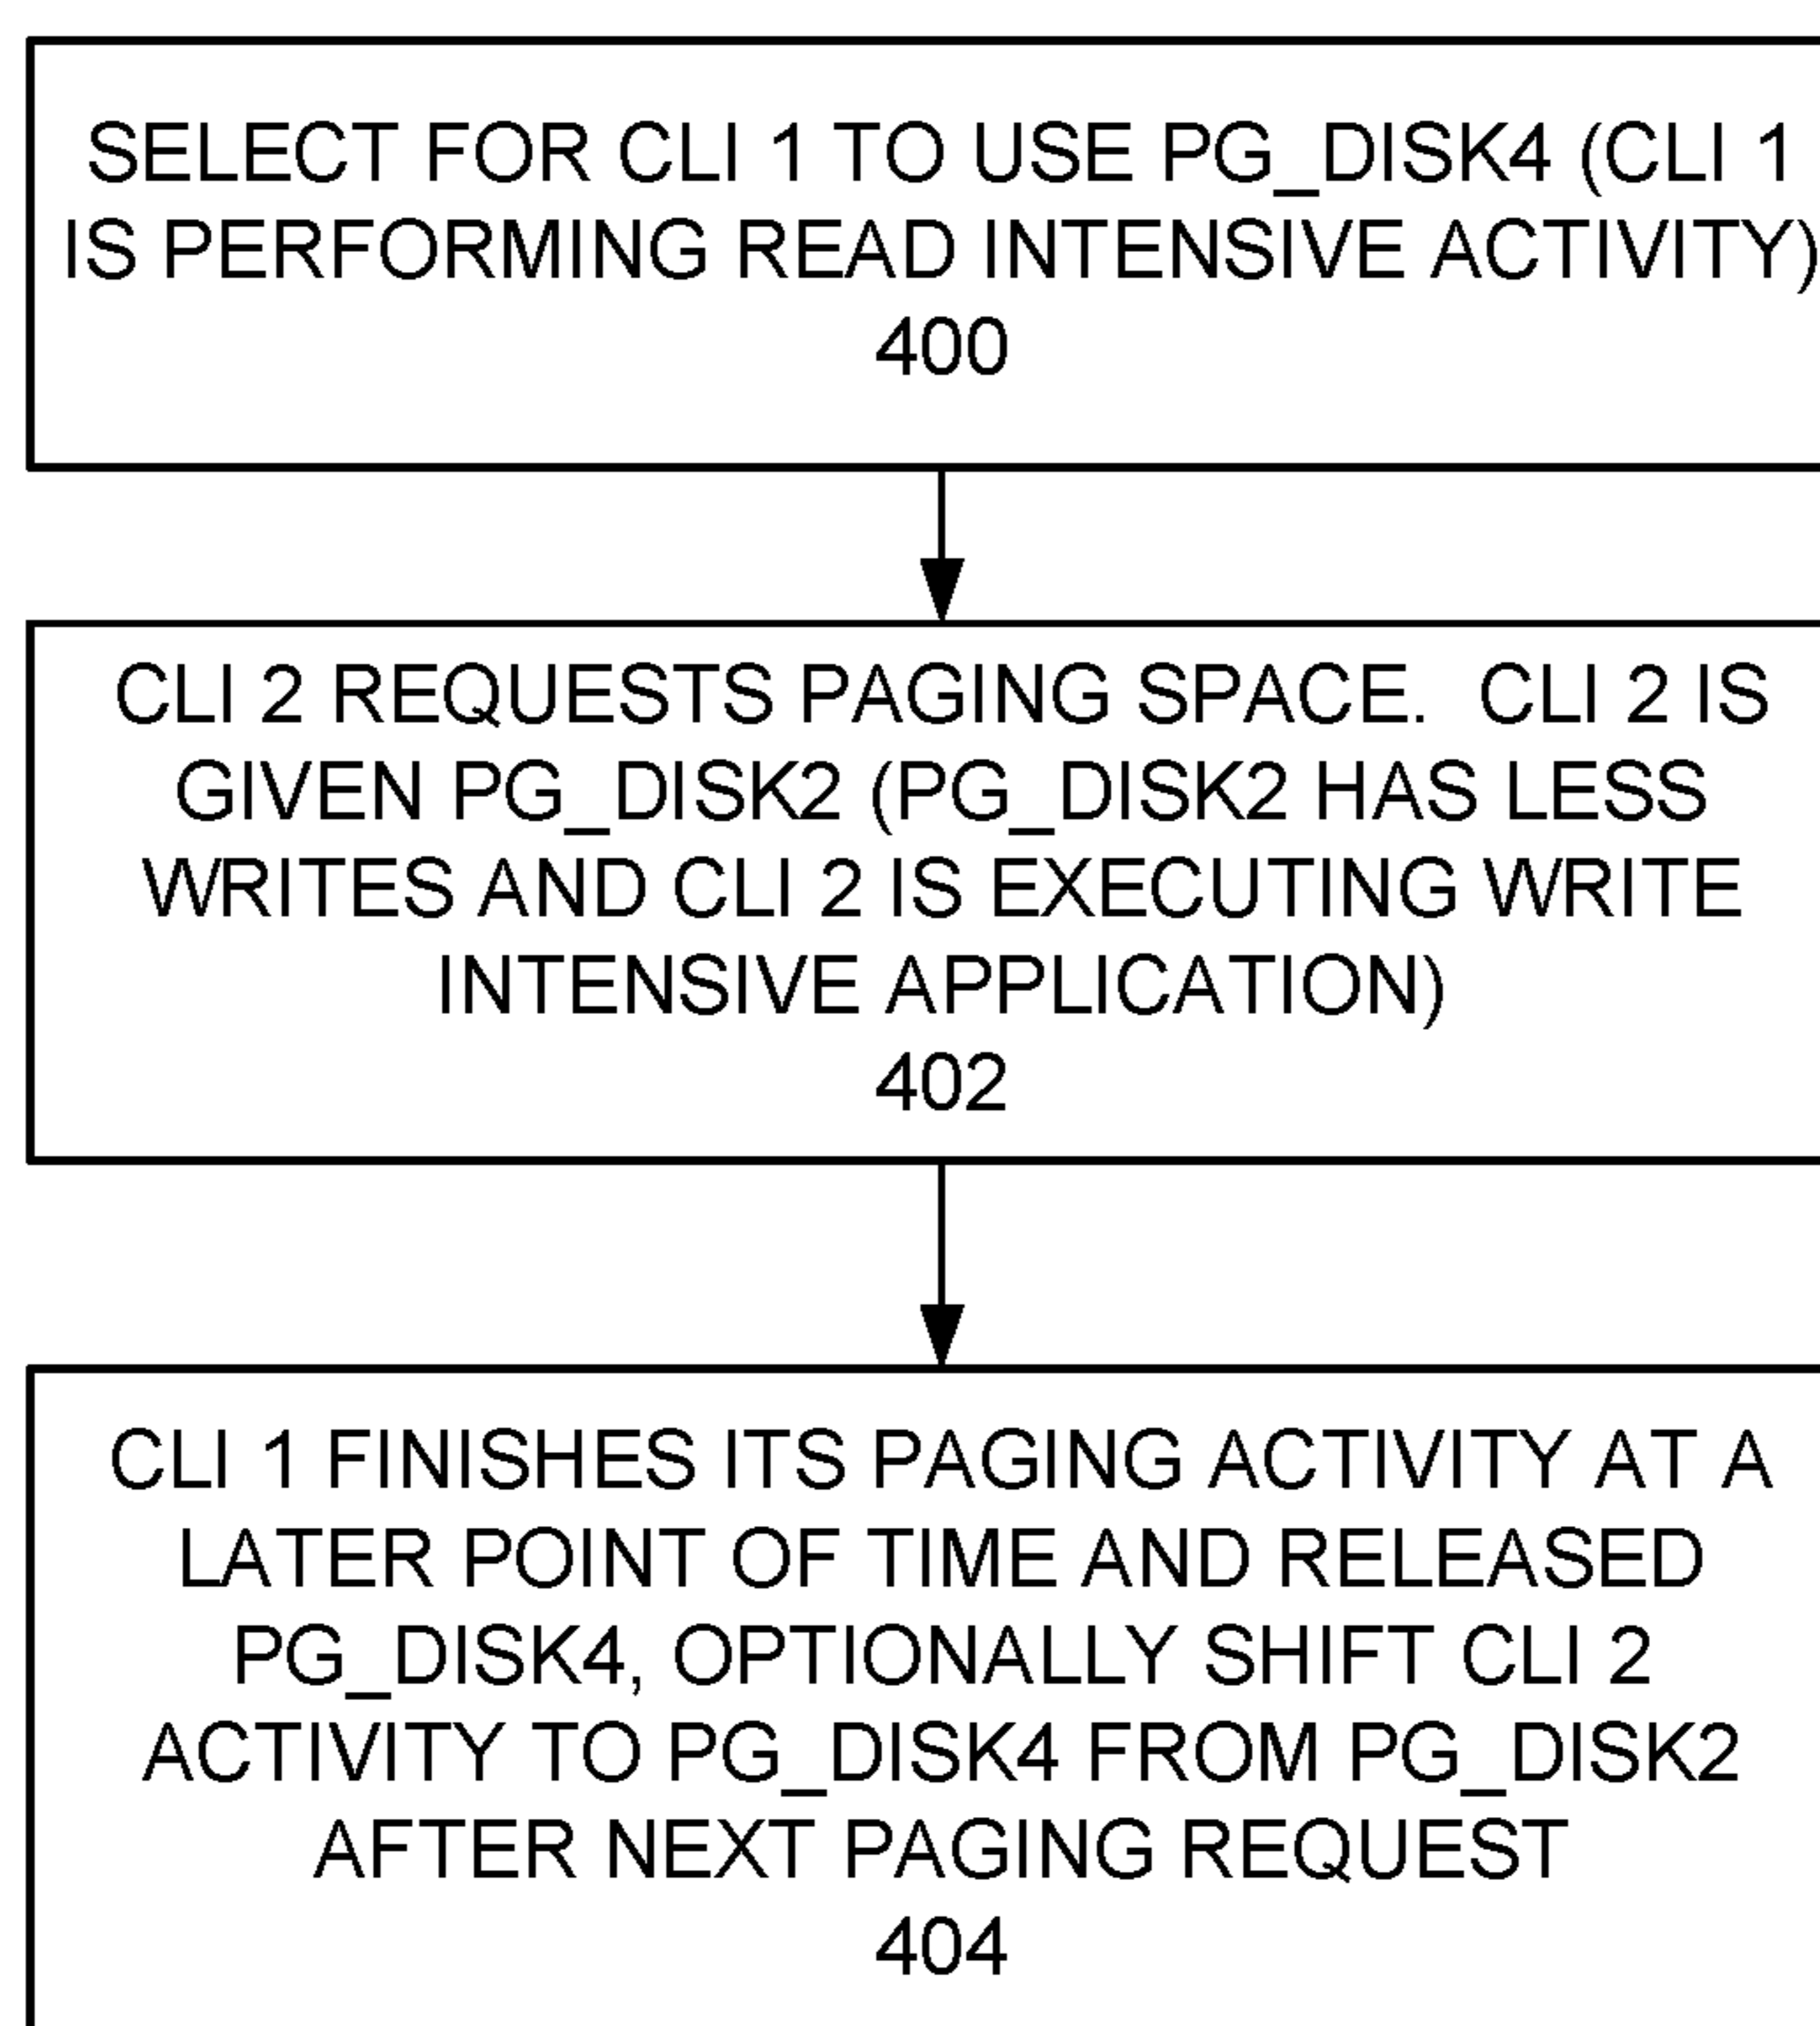 SELECT FOR CLI 1 TO USE PG_DISK4 (CLI 1
IS PERFORMING READ INTENSIVE ACTIVITY)
400
CLI 2 REQUESTS PAGING SPACE. CLI 2 IS
GIVEN PG_DISK2 (PG_DISK2 HAS LESS
WRITES AND CLI 2 IS EXECUTING WRITE
INTENSIVE APPLICATION)
402
CLI 1 FINISHES ITS PAGING ACTIVITY AT A
LATER POINT OF TIME AND RELEASED
PG_DISK4, OPTIONALLY SHIFT CLI 2
ACTIVITY TO PG_DISK4 FROM PG_DISK2
AFTER NEXT PAGING REQUEST
404